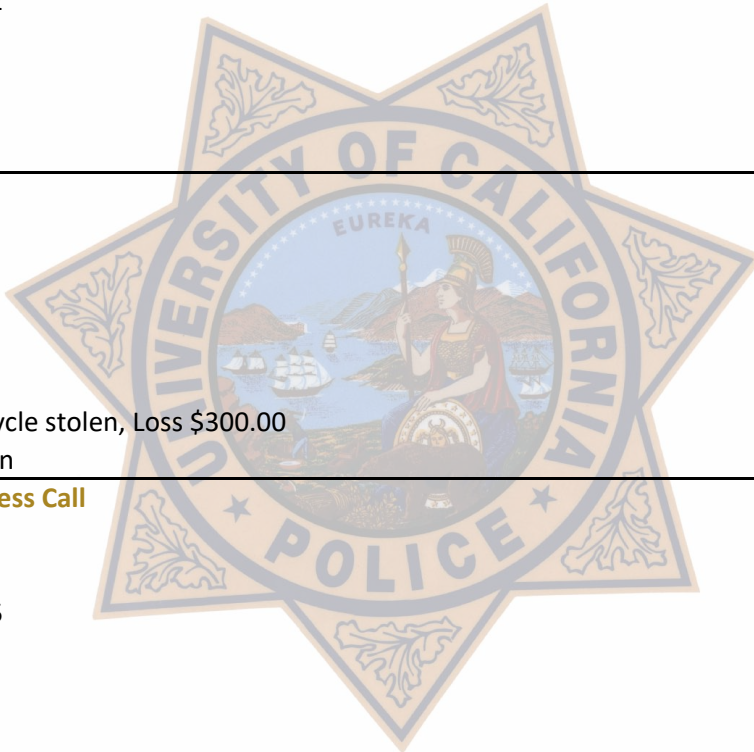 UNIVERSITY OF CALIFORNIA
EUREKA
ycle stolen, Loss $300.00
n
ess Call
POLICE